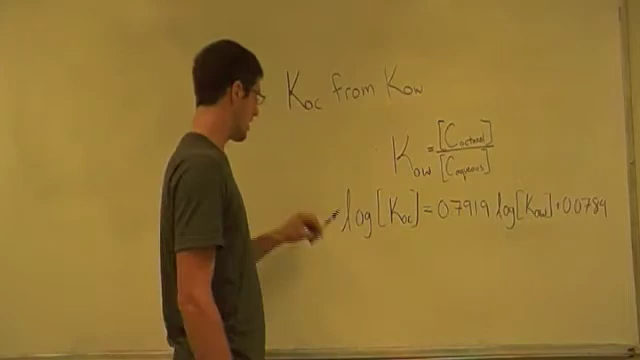 Koc from Kow
Kow = [Coctanol]
[Caqueous]
log[Koc] = 0.7919 log[Kow] + 0.0784